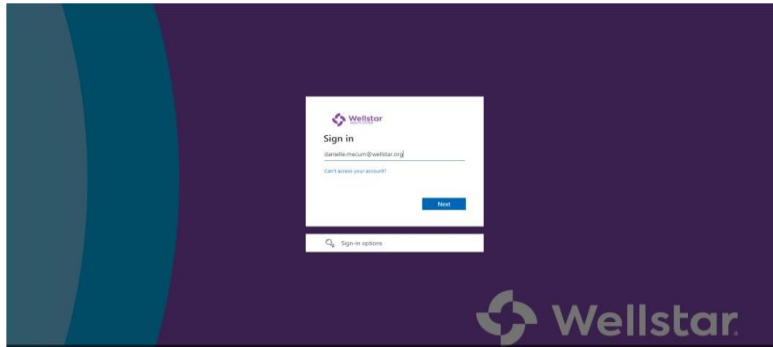 Wellstar
Sign in
danielle.mecum@wellstar.org
Can't access your account?
Next
Sign-in options
Wellstar